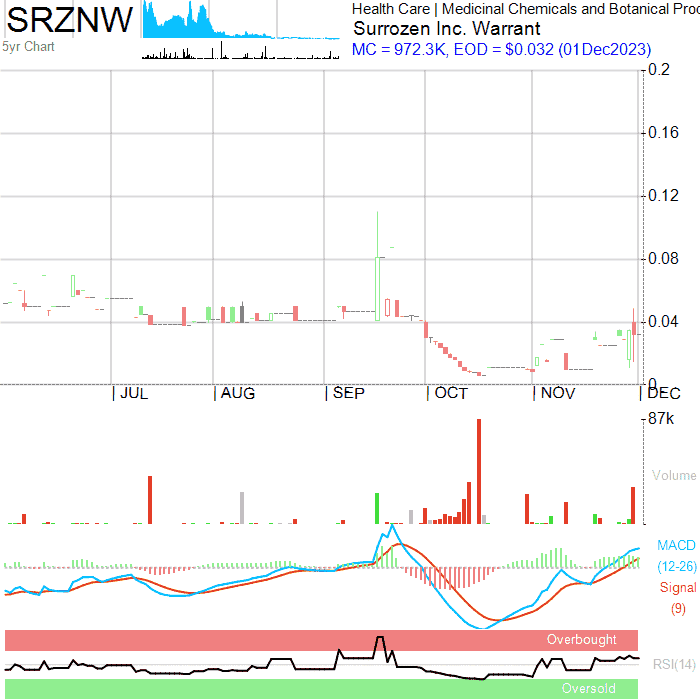 SRZNW
5yr Chart
Health Care | Medicinal Chemicals and Botanical Pro
Surrozen Inc. Warrant
MC = 972.3K, EOD = $0.032 (01Dec2023)
0.2
0.16
0.12
0.08
0.04
0
JUL AUG SEP OCT NOV DEC
87k
Volume
MACD
(12-26)
Signal
(9)
Overbought
RSI(14)
Oversold